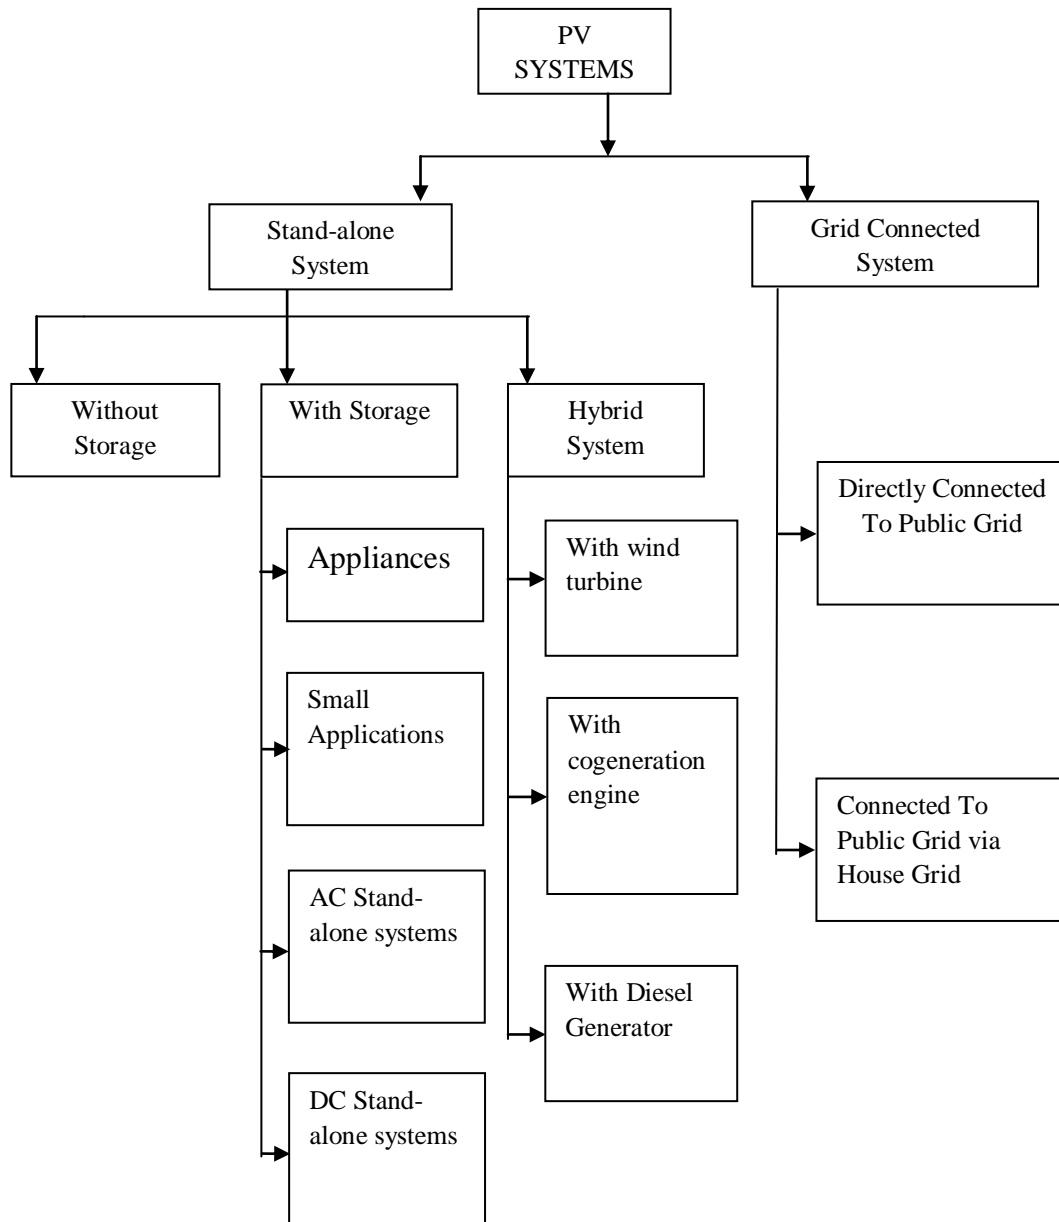 PV
SYSTEMS
Stand-alone
System
Grid Connected
System
Without
Storage
With Storage
Hybrid
System
Directly Connected
To Public Grid
Appliances
With wind
turbine
Small
Applications
With
cogeneration
engine
Connected To
Public Grid via
House Grid
AC Stand-
alone systems
With Diesel
Generator
DC Stand-
alone systems